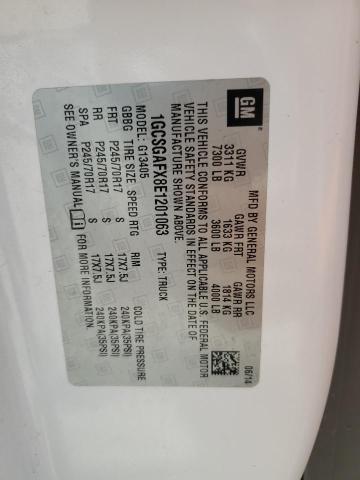 GM
MFD BY GENERAL MOTORS LLC
06/14
GVWR GAWR FRT GAWR RR
3311 KG 1633 KG 1814 KG
7300 LB 3600 LB 4000 LB
THIS VEHICLE CONFORMS TO ALL APPLICABLE U.S. FEDERAL MOTOR
VEHICLE SAFETY STANDARDS IN EFFECT ON THE DATE OF
MANUFACTURE SHOWN ABOVE.
1GCSGAFX8E1201063 TYPE: TRUCK
MODEL: G13405
GBBG TIRE SIZE SPEED RTG RIM COLD TIRE PRESSURE
FRT P245/70R17 S 17X7.5J 240KPA(35PSI)
RR P245/70R17 S 17X7.5J 240KPA(35PSI)
SPA P245/70R17 S 17X7.5J 240KPA(35PSI)
SEE OWNER'S MANUAL i FOR MORE INFORMATION.